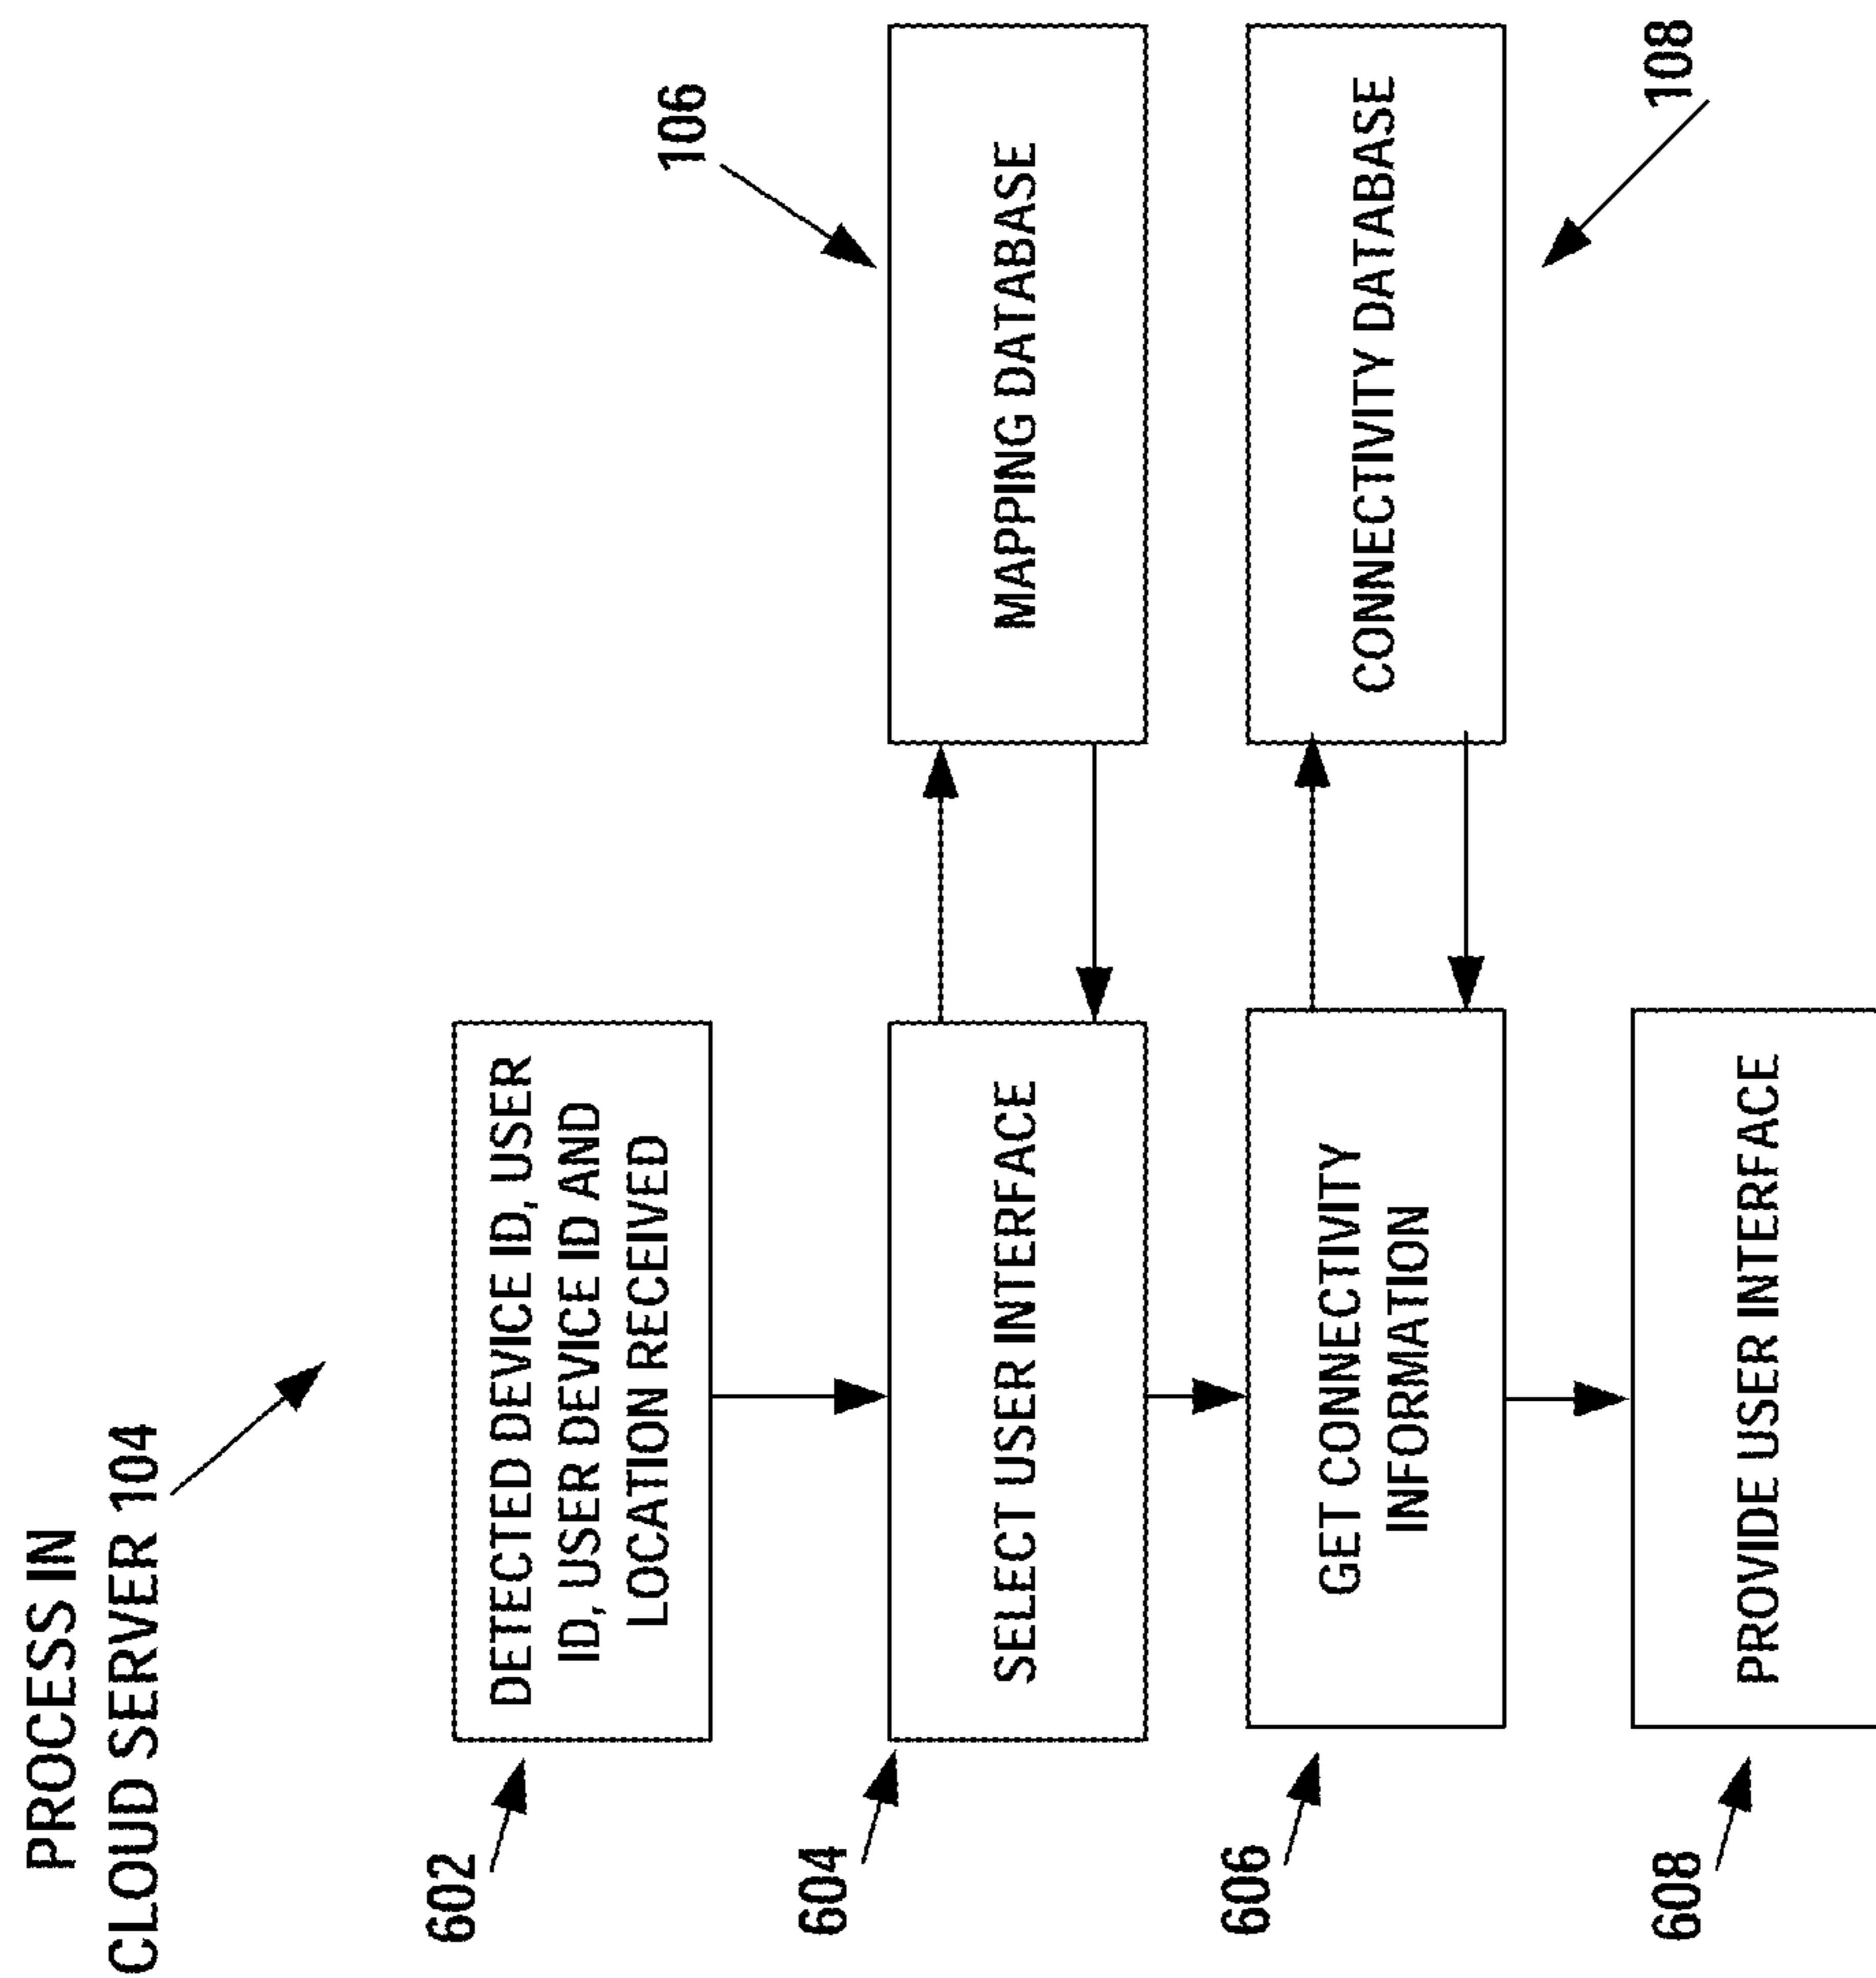 PROCESS IN
CLOUD SERVER 104
602
DETECTED DEVICE ID, USER
ID, USER DEVICE ID AND
LOCATION RECEIVED
604
SELECT USER INTERFACE
106
MAPPING DATABASE
606
GET CONNECTIVITY
INFORMATION
CONNECTIVITY DATABASE
108
608
PROVIDE USER INTERFACE